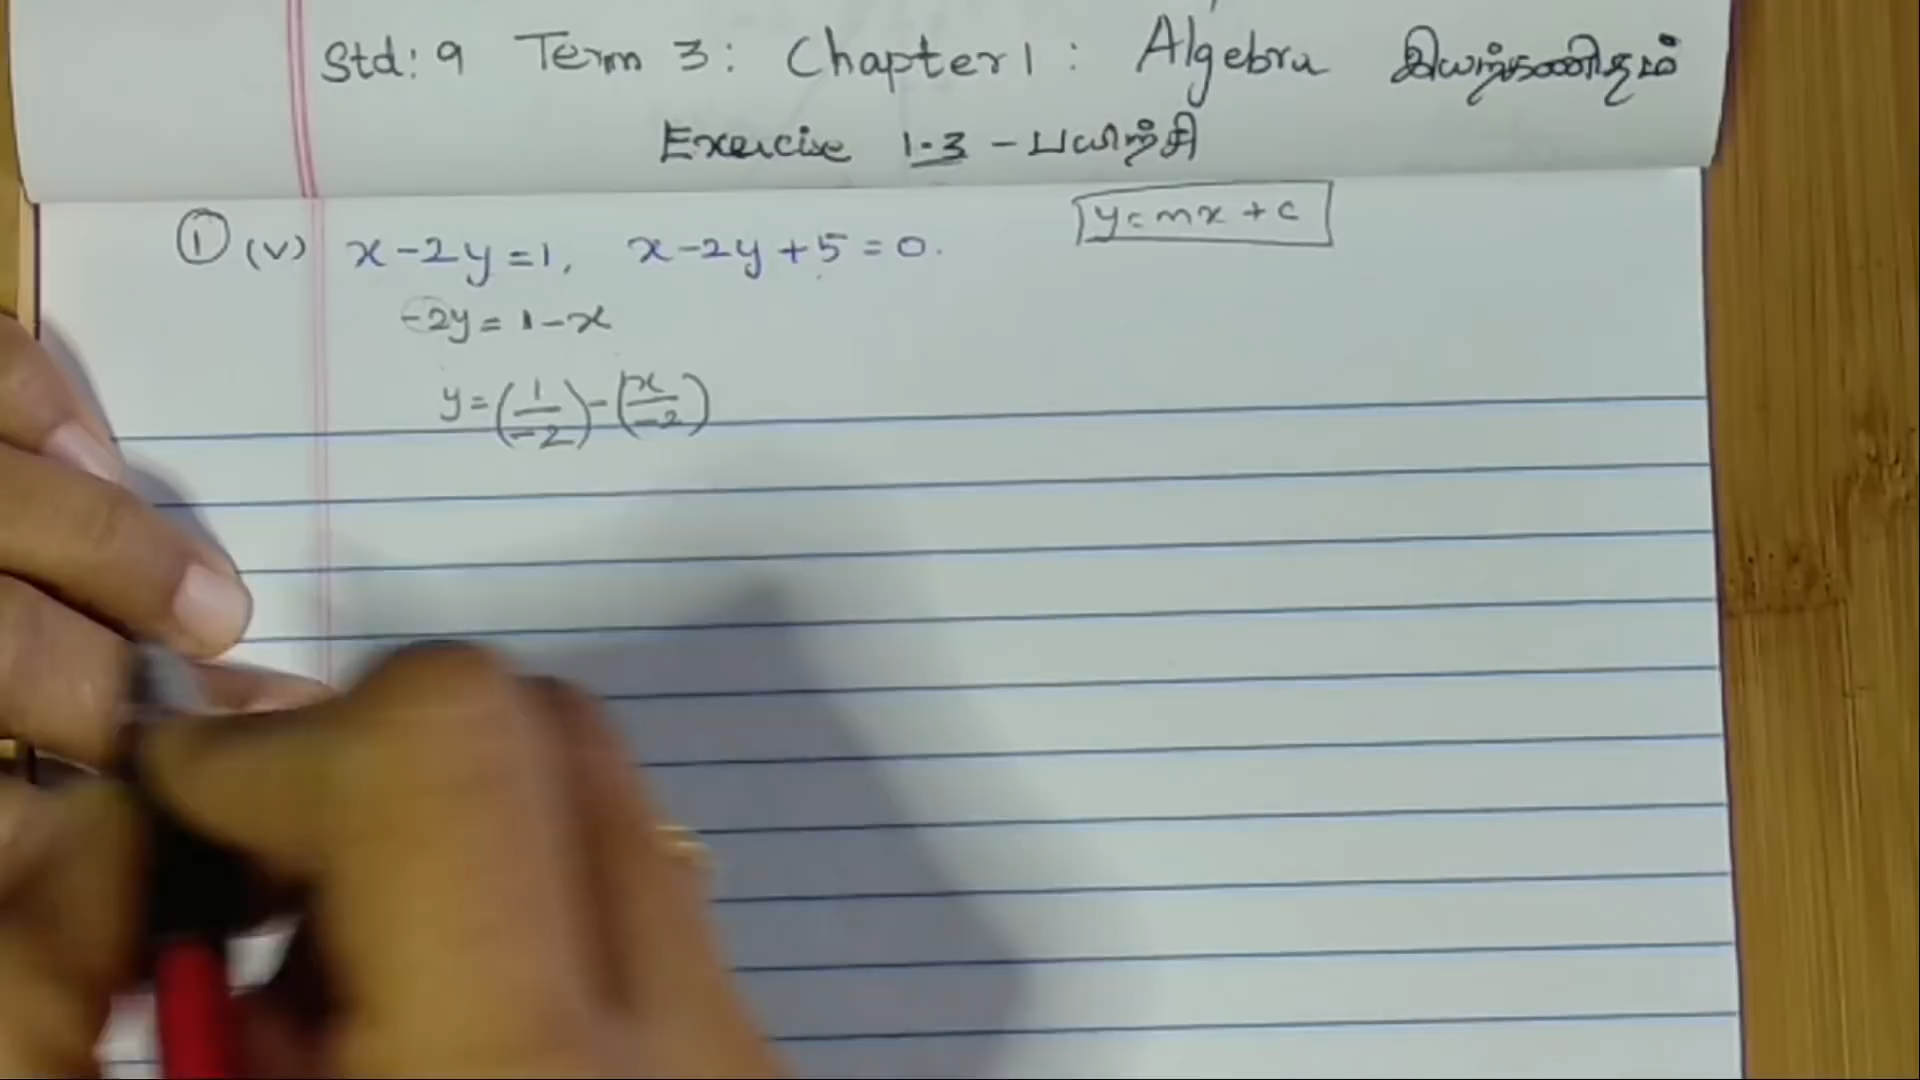 Std: 9 Term 3: Chapter 1: Algebra இயற்கணிதம்
Exercise 1.3 - பயிற்சி
① (v) x-2y=1, x-2y+5=0. y=mx+c
-2y=1-x
y=(1/-2)-(x/-2)